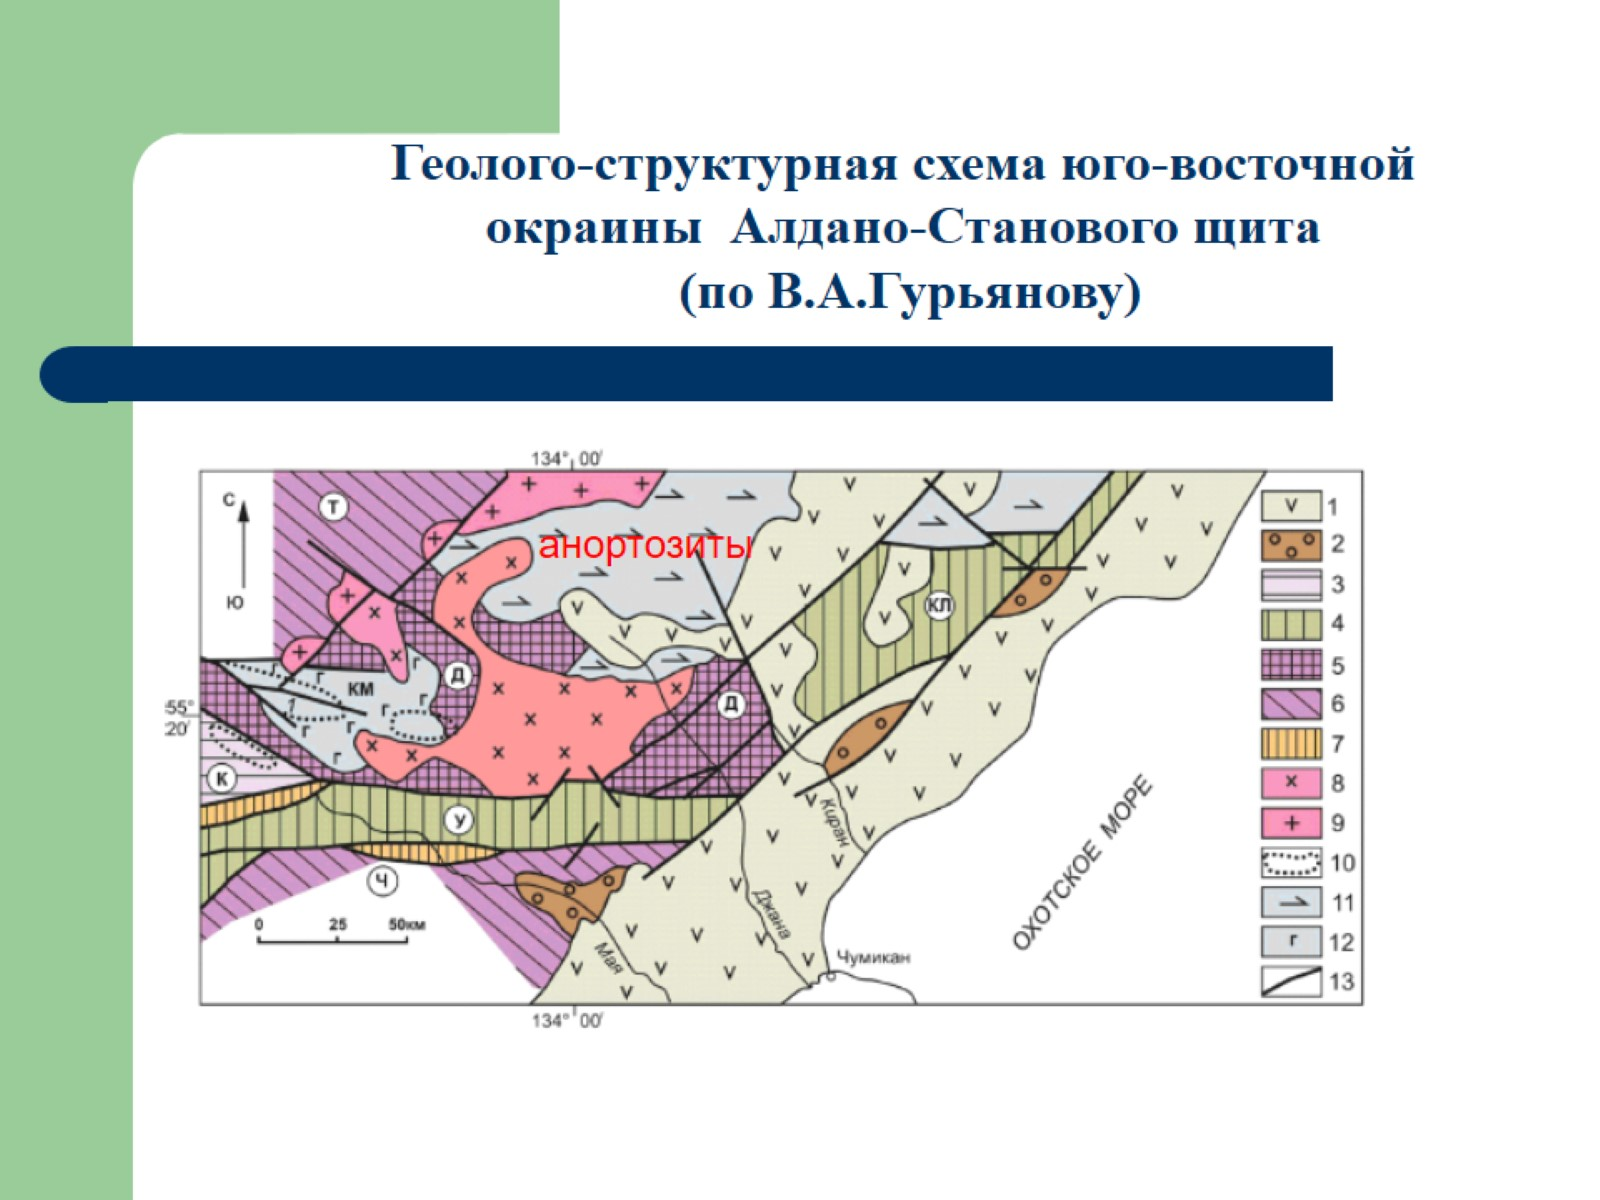 Геолого-структурная схема юго-восточной
окраины Алдано-Станового щита
(по В.А.Гурьянову)
134° 00′
С
Ю
Т
анортозиты
КЛ
КМ
Г Г Г Г Г Г Г Г
1
Д
Д
55°
20′
К
У
Ч
0 25 50км
Киран
Джана
Мая
Чумикан
ОХОТСКОЕ МОРЕ
134° 00′
1
2
3
4
5
6
7
8
9
10
11
Г 12
13